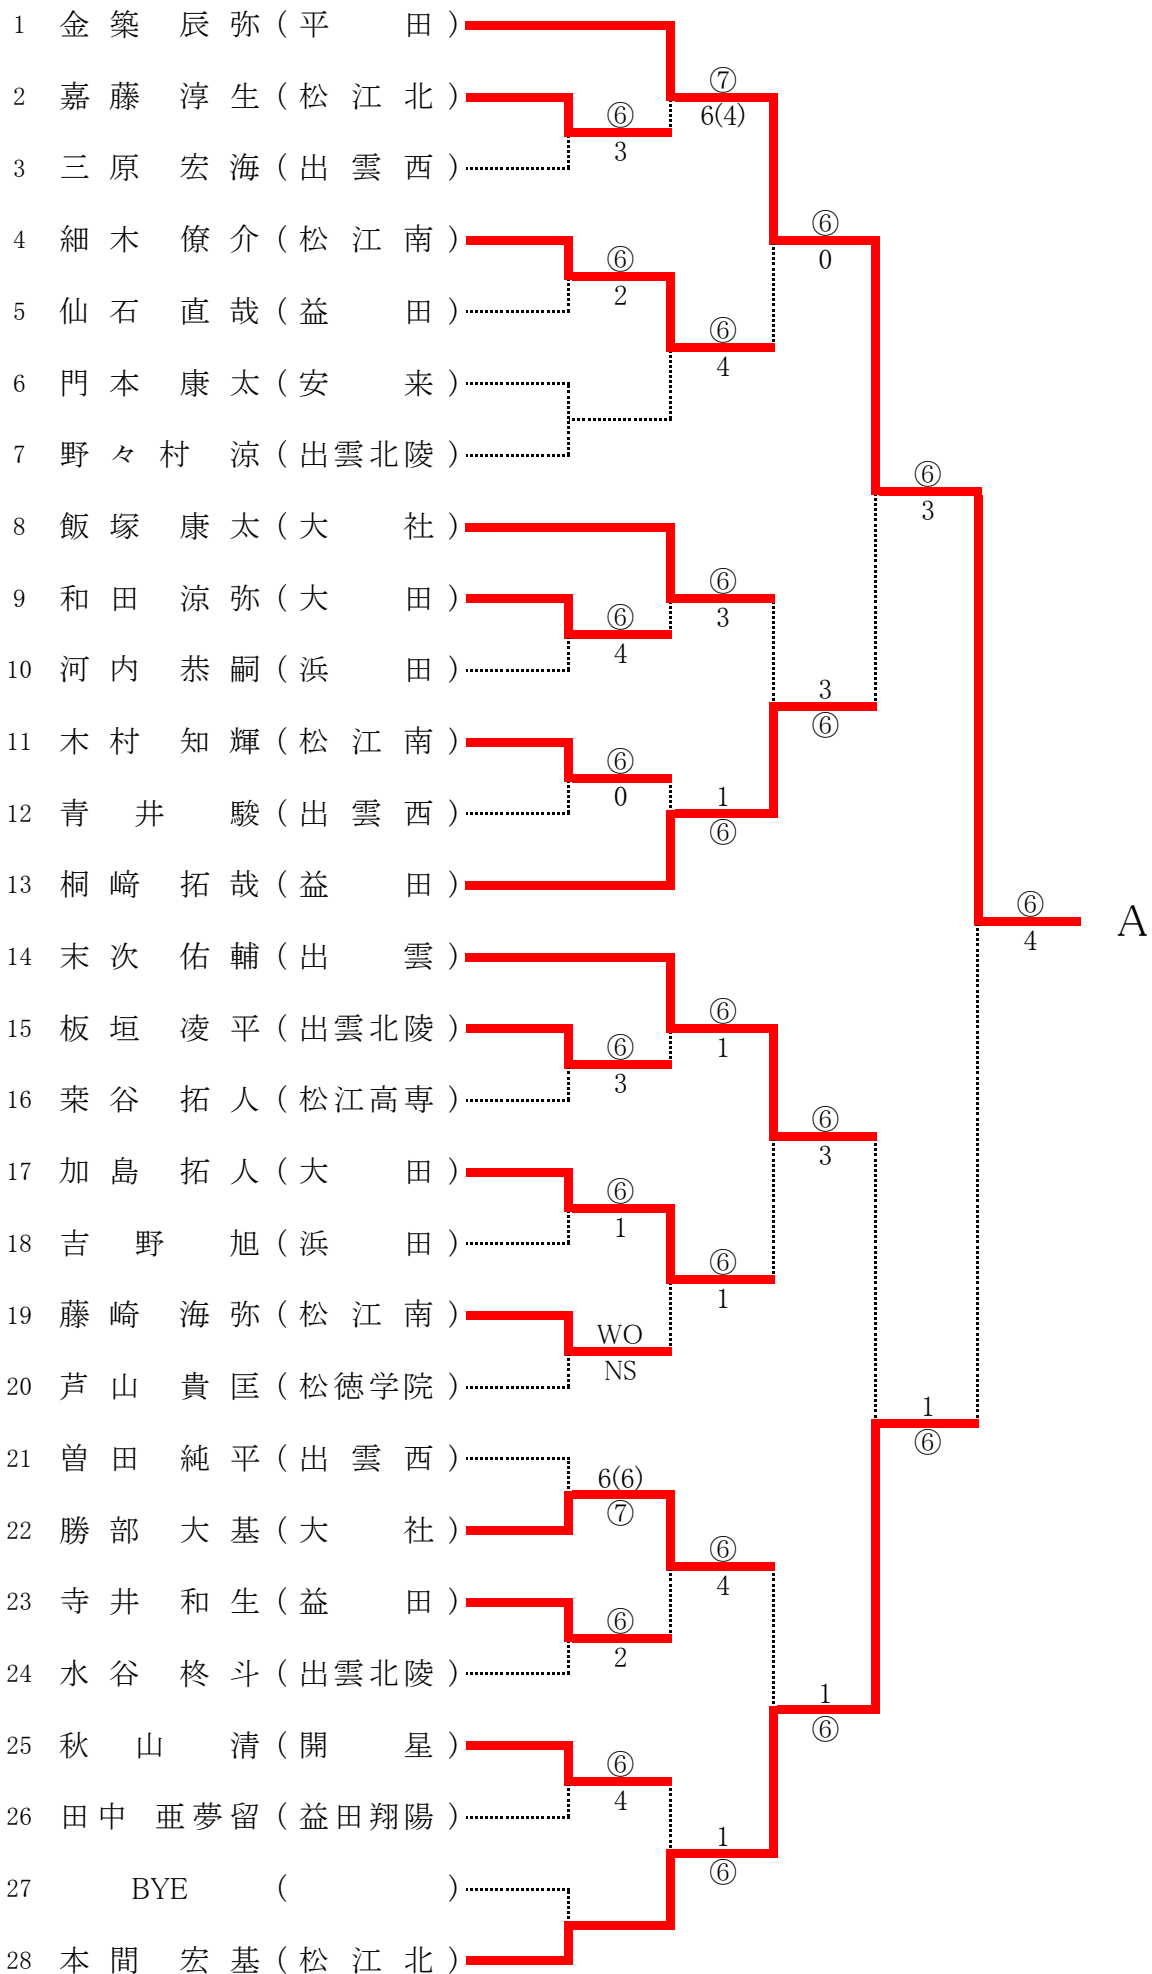 1 金築 辰弥 (平田)
⑦
2 嘉藤 淳生 (松江北)
⑥ 6(4)
3
3 三原 宏海 (出雲西)
⑥
4 細木 僚介 (松江南)
⑥ 0
2
5 仙石 直哉 (益田)
⑥
4
6 門本 康太 (安来)
7 野々村 涼 (出雲北陵)
⑥
3
8 飯塚 康太 (大社)
⑥
9 和田 涼弥 (大田)
⑥ 3
4
10 河内 恭嗣 (浜田)
3
⑥
11 木村 知輝 (松江南)
⑥
0 1
12 青井 駿 (出雲西)
⑥
13 桐﨑 拓哉 (益田)
⑥ A
4
14 末次 佑輔 (出雲)
⑥
15 板垣 凌平 (出雲北陵)
⑥ 1
3
16 桒谷 拓人 (松江高専)
⑥
3
17 加島 拓人 (大田)
⑥
1
18 吉野 旭 (浜田)
⑥
1
19 藤崎 海弥 (松江南)
WO
NS
20 芦山 貴匡 (松徳学院)
1
⑥
21 曽田 純平 (出雲西)
6(6)
⑦
22 勝部 大基 (大社)
⑥
4
23 寺井 和生 (益田)
⑥
2
24 水谷 柊斗 (出雲北陵)
1
⑥
25 秋山 清 (開星)
⑥
4
26 田中 亜夢留 (益田翔陽)
1
⑥
27 BYE ( )
28 本間 宏基 (松江北)